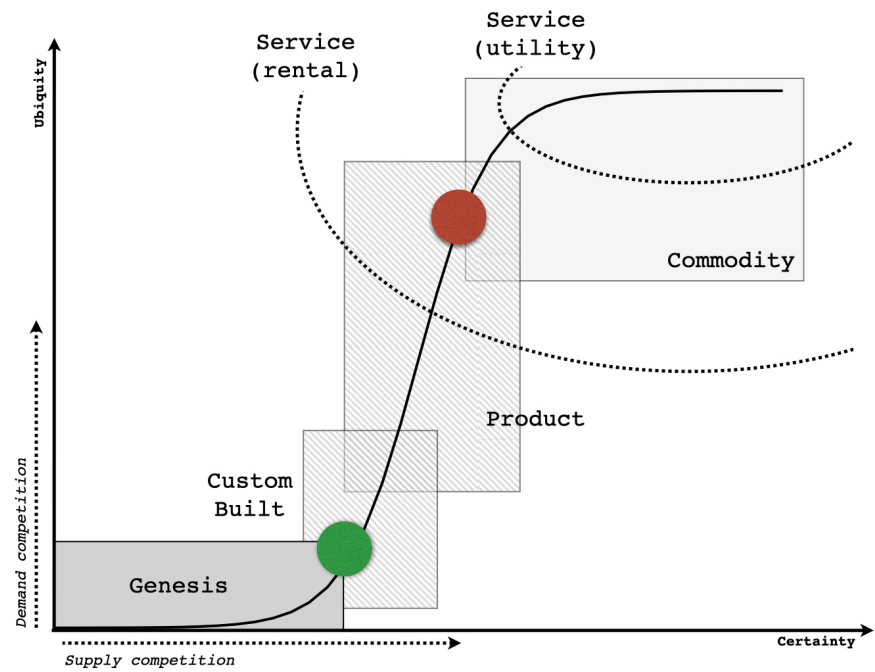 Service
(utility)
Service
(rental)
Ubiquity
Commodity
Product
Custom
Built
Demand competition
Genesis
Certainty
Supply competition